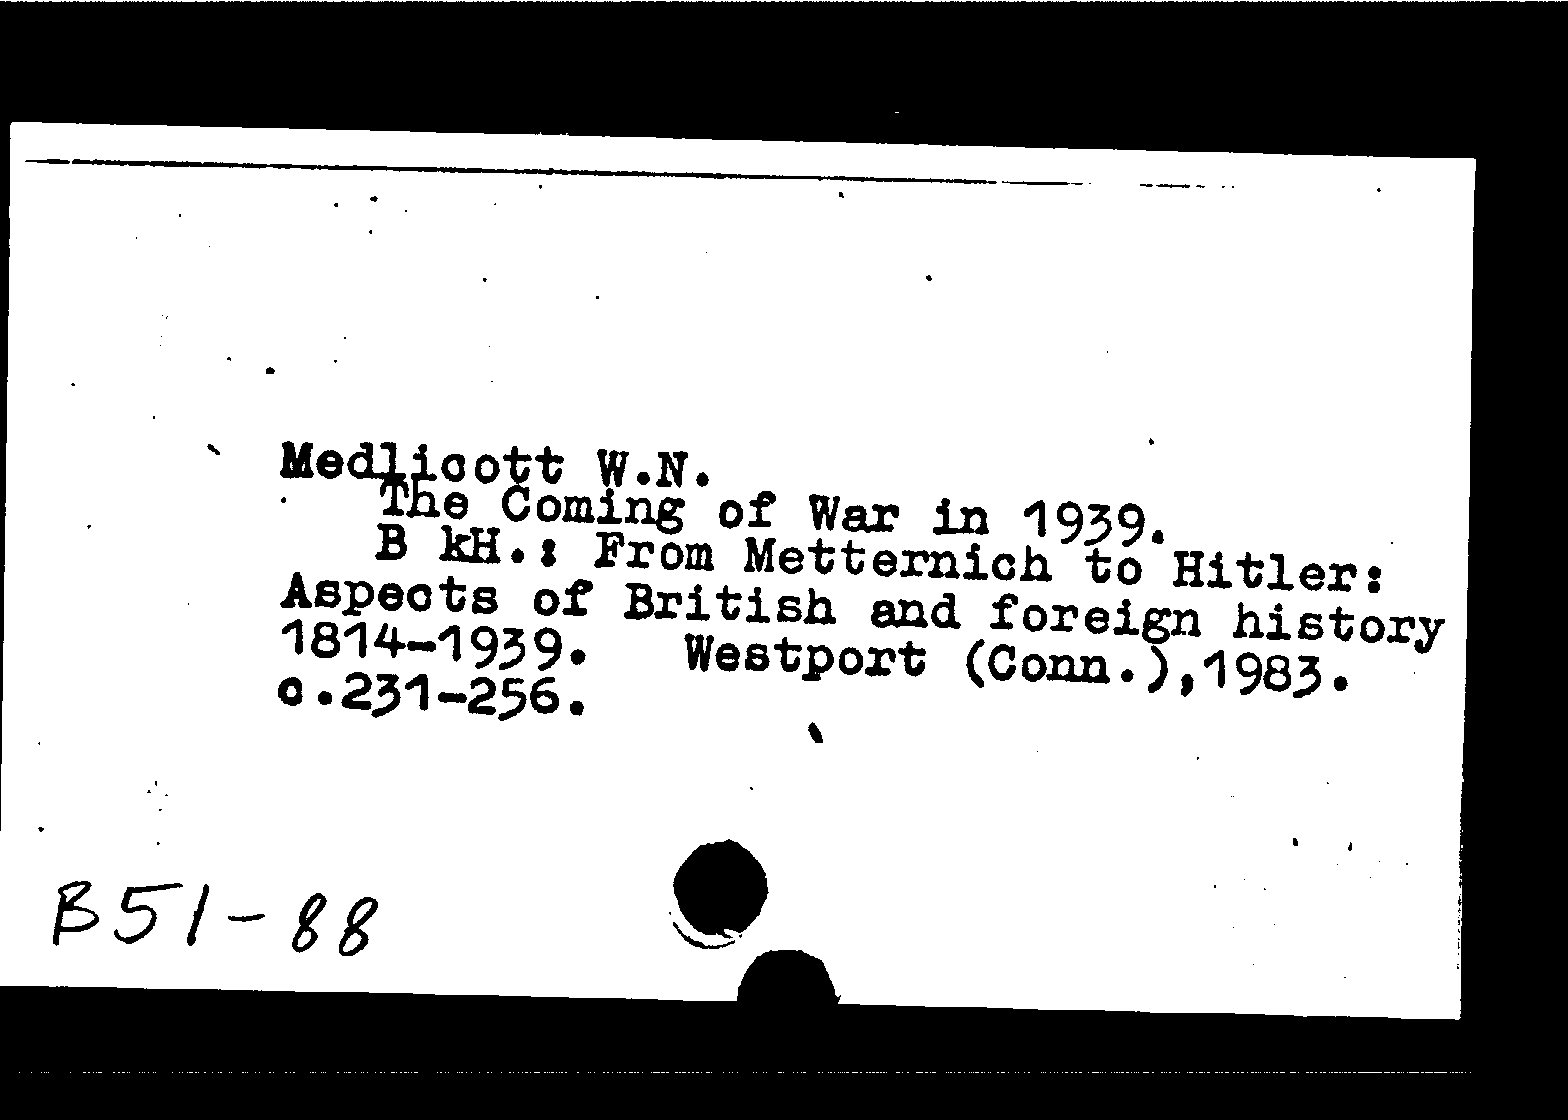 Medlicott W.N.
The Coming of War in 1939.
В кН.: From Metternich to Hitler:
Aspects of British and foreign history
1814-1939. Westport (Conn.),1983.
c.231-256.
B51-88